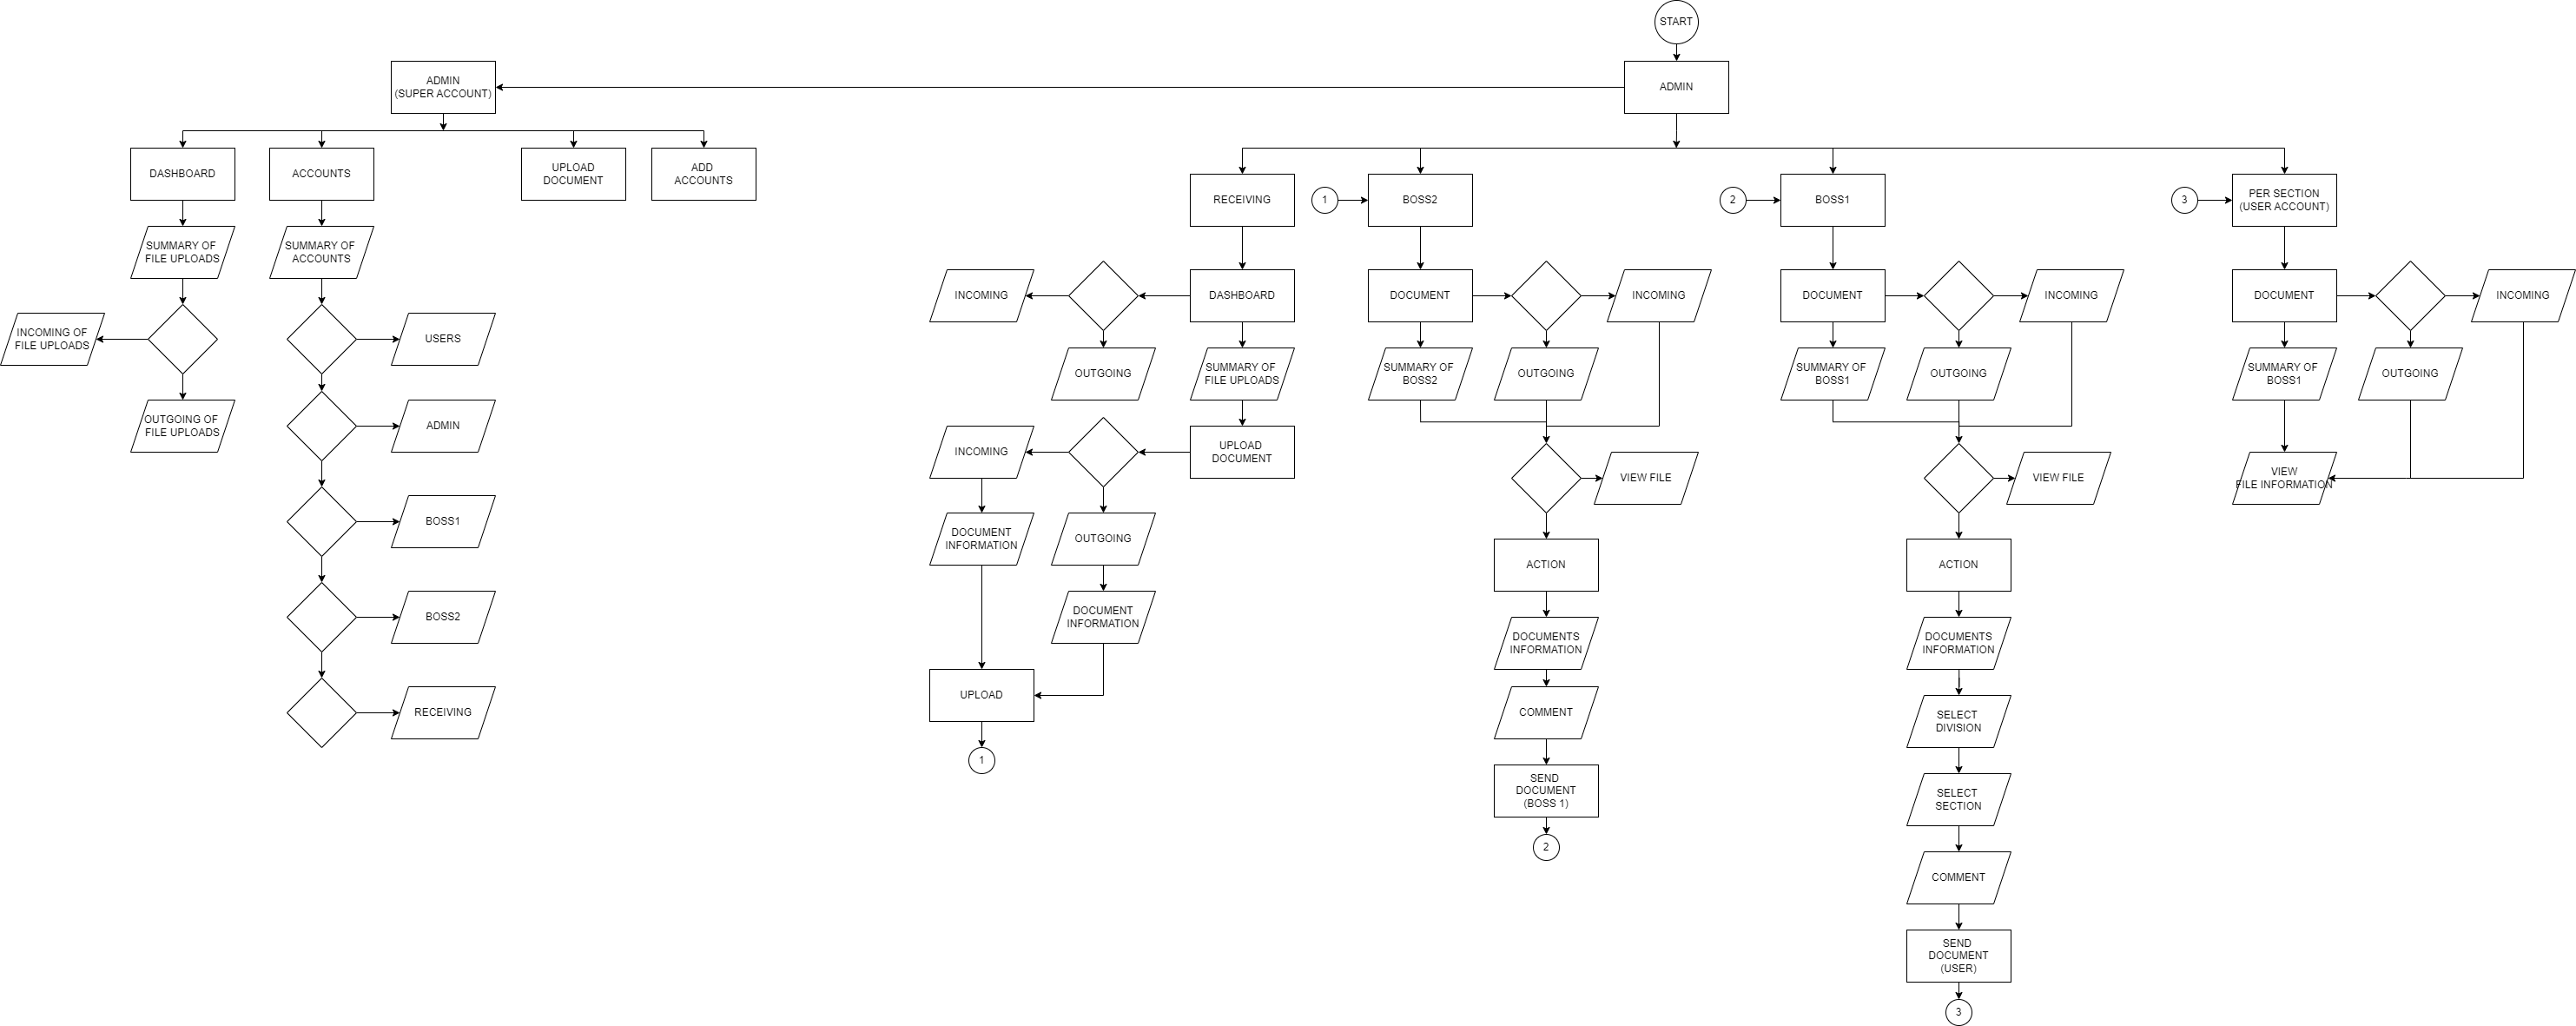 START
ADMIN
(SUPER ACCOUNT)
ADMIN
DASHBOARD
ACCOUNTS
UPLOAD
DOCUMENT
ADD
ACCOUNTS
SUMMARY OF
FILE UPLOADS
SUMMARY OF
ACCOUNTS
INCOMING OF
FILE UPLOADS
OUTGOING OF
FILE UPLOADS
USERS
ADMIN
BOSS1
BOSS2
RECEIVING
RECEIVING
INCOMING
DASHBOARD
OUTGOING
SUMMARY OF
FILE UPLOADS
INCOMING
UPLOAD
DOCUMENT
DOCUMENT
INFORMATION
OUTGOING
DOCUMENT
INFORMATION
UPLOAD
1
1
BOSS2
DOCUMENT
INCOMING
SUMMARY OF
BOSS2
OUTGOING
VIEW FILE
ACTION
DOCUMENTS
INFORMATION
COMMENT
SEND
DOCUMENT
(BOSS 1)
2
2
BOSS1
DOCUMENT
INCOMING
SUMMARY OF
BOSS1
OUTGOING
VIEW FILE
ACTION
DOCUMENTS
INFORMATION
SELECT
DIVISION
SELECT
SECTION
COMMENT
SEND
DOCUMENT
(USER)
3
3
PER SECTION
(USER ACCOUNT)
DOCUMENT
INCOMING
SUMMARY OF
BOSS1
OUTGOING
VIEW
FILE INFORMATION